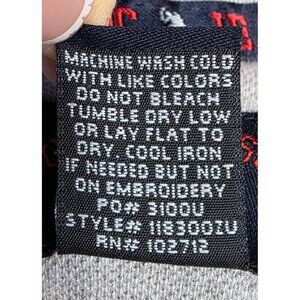 MACHINE WASH COLD
WITH LIKE COLORS
DO NOT BLEACH
TUMBLE DRY LOW
OR LAY FLAT TO
DRY. COOL IRON
IF NEEDED BUT NOT
ON EMBROIDERY
PO# 3100U
STYLE# 118300ZU
RN# 102712